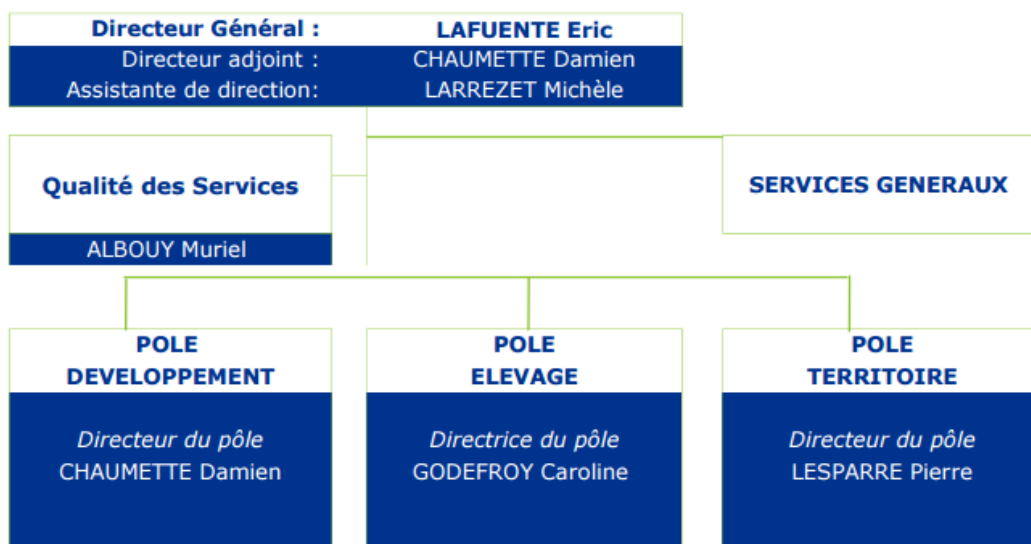 Directeur Général : LAFUENTE Eric
Directeur adjoint : CHAUMETTE Damien
Assistante de direction: LARREZET Michèle
Qualité des Services
ALBOUY Muriel
SERVICES GENERAUX
POLE
DEVELOPPEMENT
Directeur du pôle
CHAUMETTE Damien
POLE
ELEVAGE
Directrice du pôle
GODEFROY Caroline
POLE
TERRITOIRE
Directeur du pôle
LESPARRE Pierre